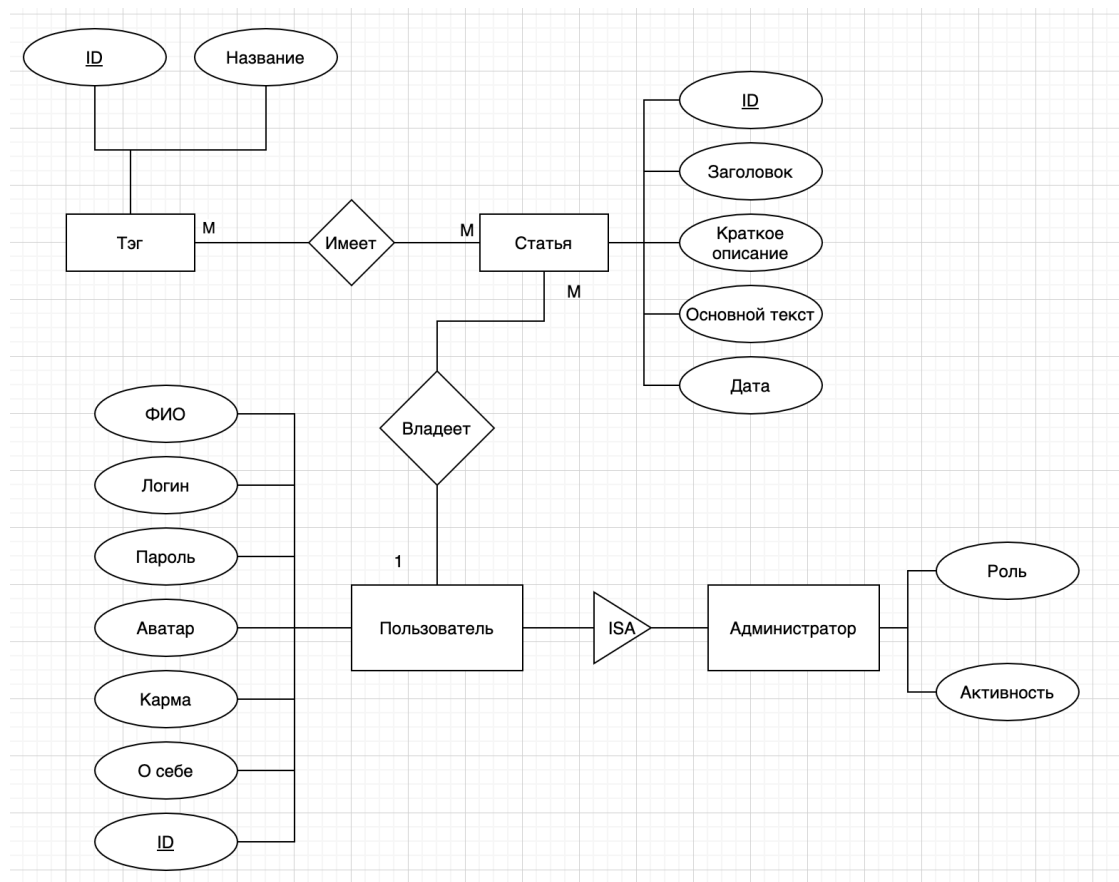 ID
Название
ID
Заголовок
Тэг
М
Имеет
М
Статья
Краткое
описание
М
Основной текст
Дата
ФИО
Владеет
Логин
Пароль
1
Роль
Аватар
Пользователь
ISA
Администратор
Карма
Активность
О себе
ID